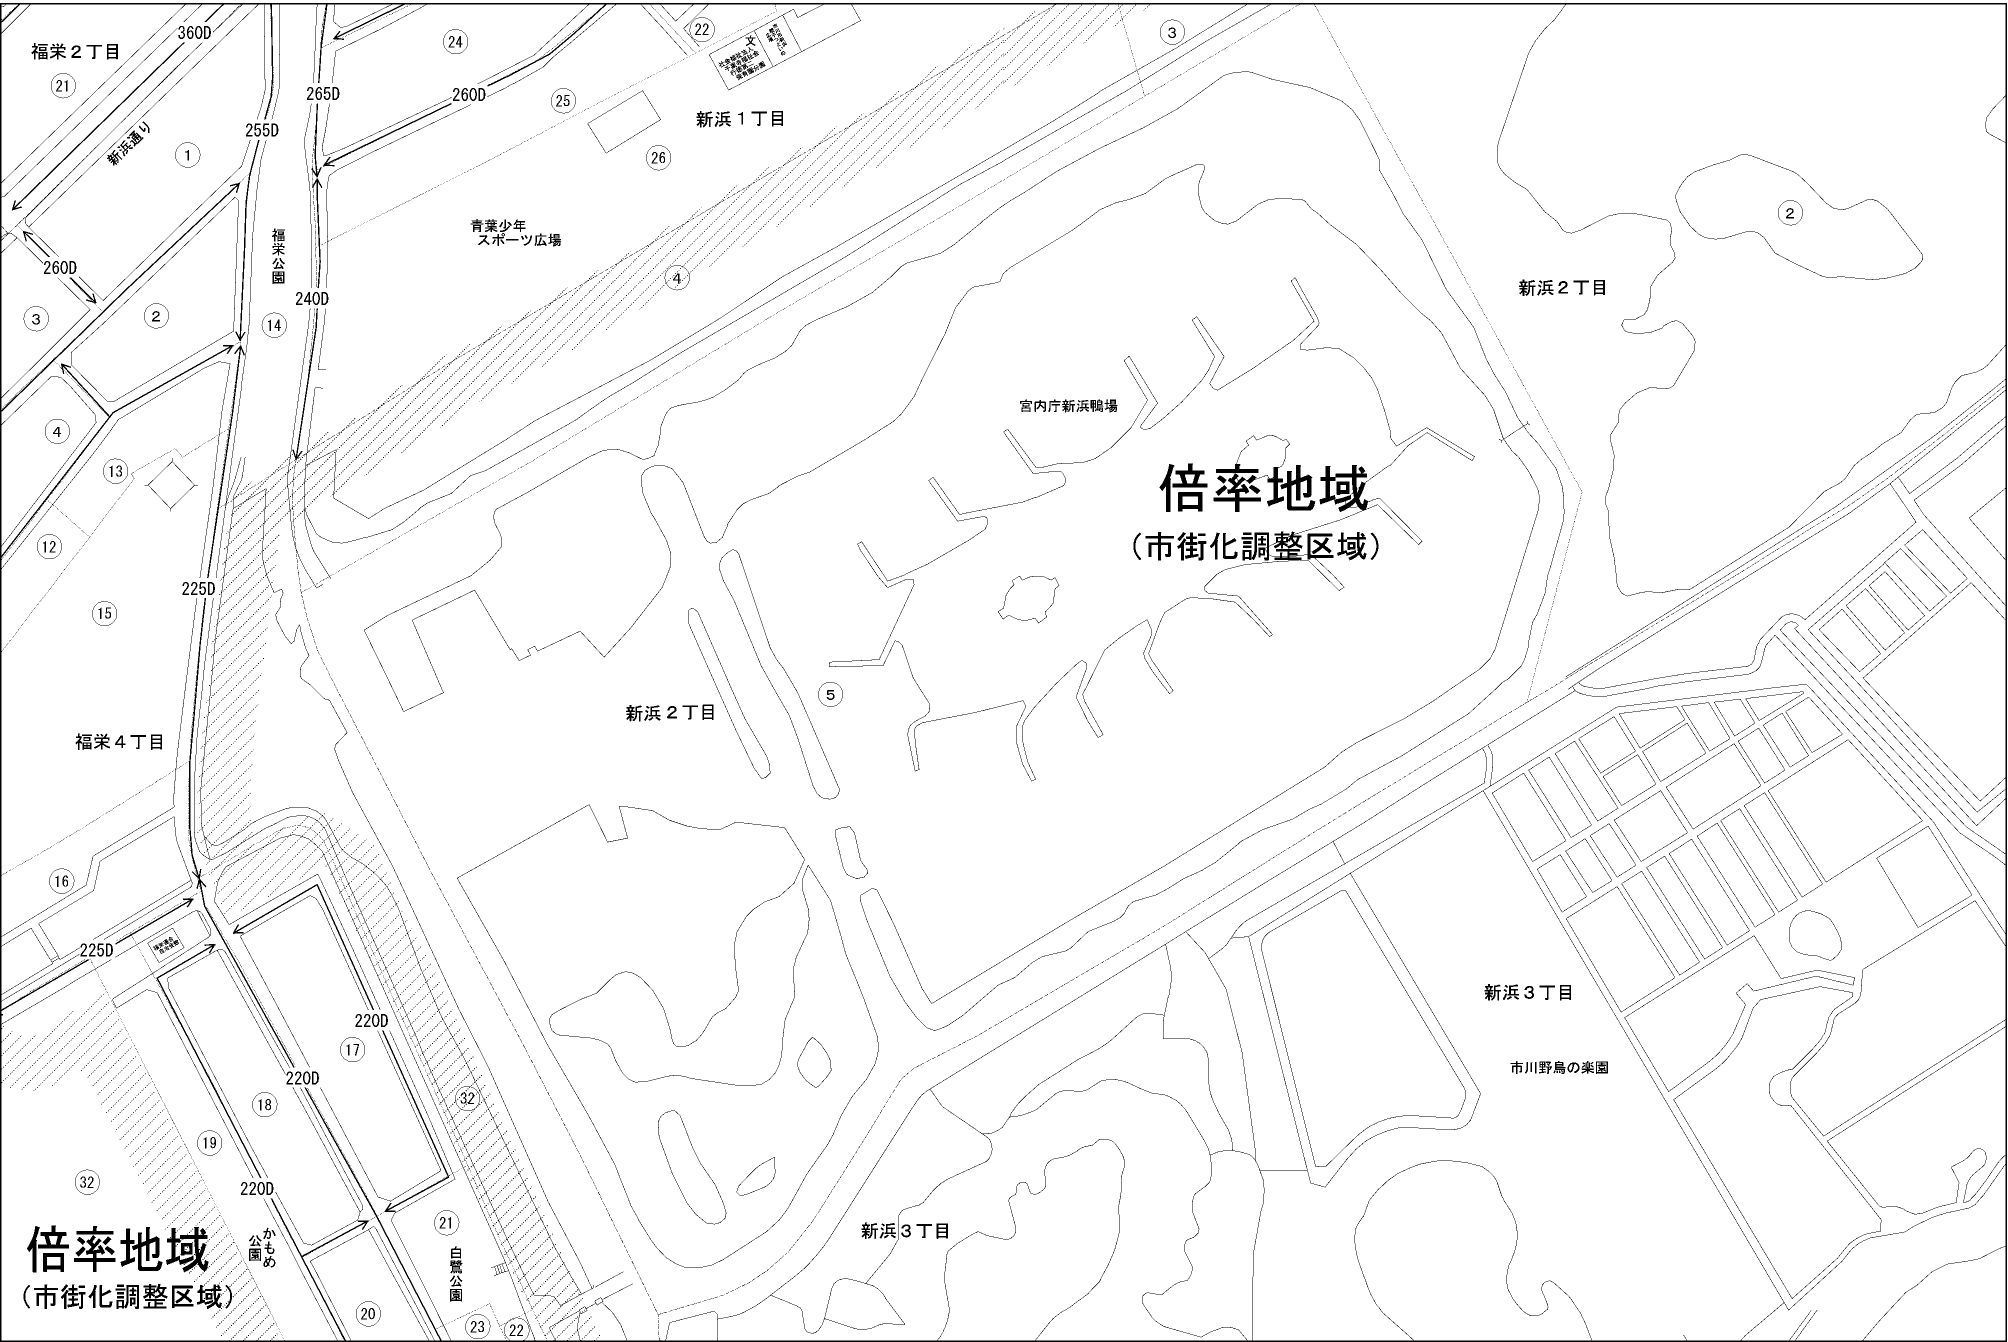 360D
福栄２丁目
21
新浜通り
255D
1
265D
24
260D
22
文
25
新浜１丁目
26
3
2
260D
福栄公園
青葉少年
スポーツ広場
4
240D
新浜２丁目
3
2
14
宮内庁新浜鴨場
4
13
倍率地域
（市街化調整区域）
12
225D
15
5
新浜２丁目
福栄４丁目
16
225D
新浜３丁目
220D
17
市川野鳥の楽園
220D
18
32
19
32
220D
21
新浜３丁目
かもめ
公園
白鷺公園
倍率地域
（市街化調整区域）
20
23
22